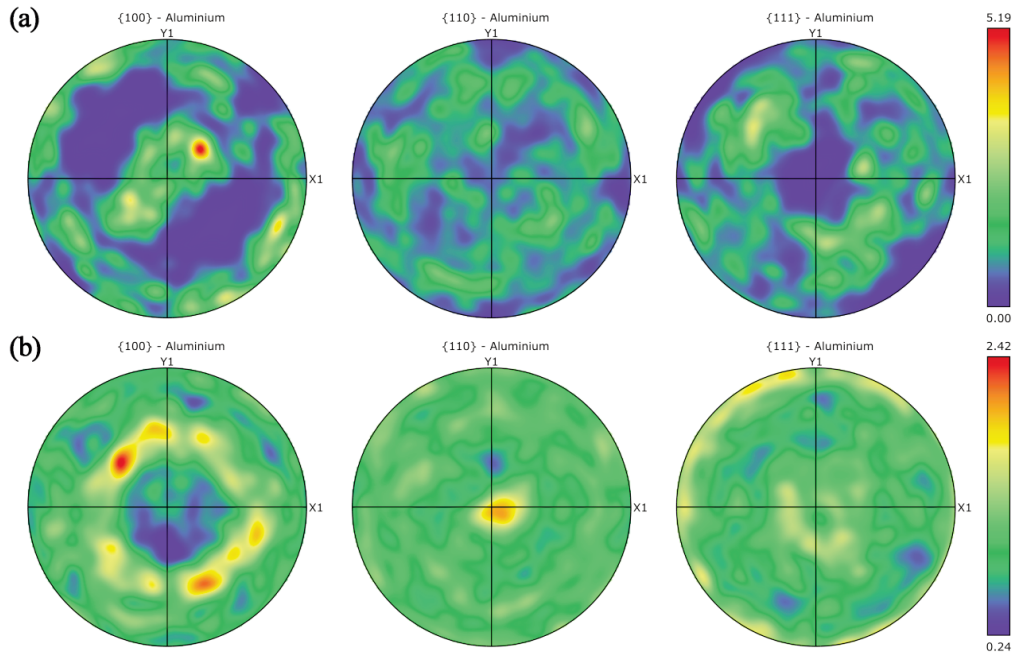 (a)
{100} - Aluminium
Y1
X1
{110} - Aluminium
Y1
X1
{111} - Aluminium
Y1
X1
5.19
0.00
(b)
{100} - Aluminium
Y1
X1
{110} - Aluminium
Y1
X1
{111} - Aluminium
Y1
X1
2.42
0.24